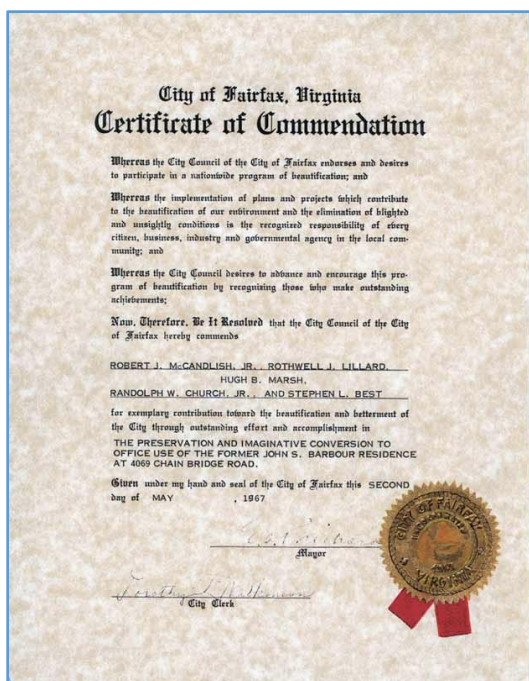 City of Fairfax, Virginia
Certificate of Commendation
Whereas the City Council of the City of Fairfax endorses and desires
to participate in a nationwide program of beautification; and
Whereas the implementation of plans and projects which contribute
to the beautification of our environment and the elimination of blighted
and unsightly conditions is the recognized responsibility of every
citizen, business, industry and governmental agency in the local com-
munity; and
Whereas the City Council desires to advance and encourage this pro-
gram of beautification by recognizing those who make outstanding
achievements;
Now, Therefore, Be It Resolved that the City Council of the City
of Fairfax hereby commends
ROBERT J. McCANDLISH, JR., ROTHWELL J. LILLARD,
HUGH B. MARSH,
RANDOLPH W. CHURCH, JR., AND STEPHEN L. BEST
for exemplary contribution toward the beautification and betterment of
the City through outstanding effort and accomplishment in
THE PRESERVATION AND IMAGINATIVE CONVERSION TO
OFFICE USE OF THE FORMER JOHN S. BARBOUR RESIDENCE
AT 4069 CHAIN BRIDGE ROAD.
Given under my hand and seal of the City of Fairfax this SECOND
day of MAY , 1967
Mayor
Dorothy
City Clerk
CITY OF FAIRFAX
VIRGINIA